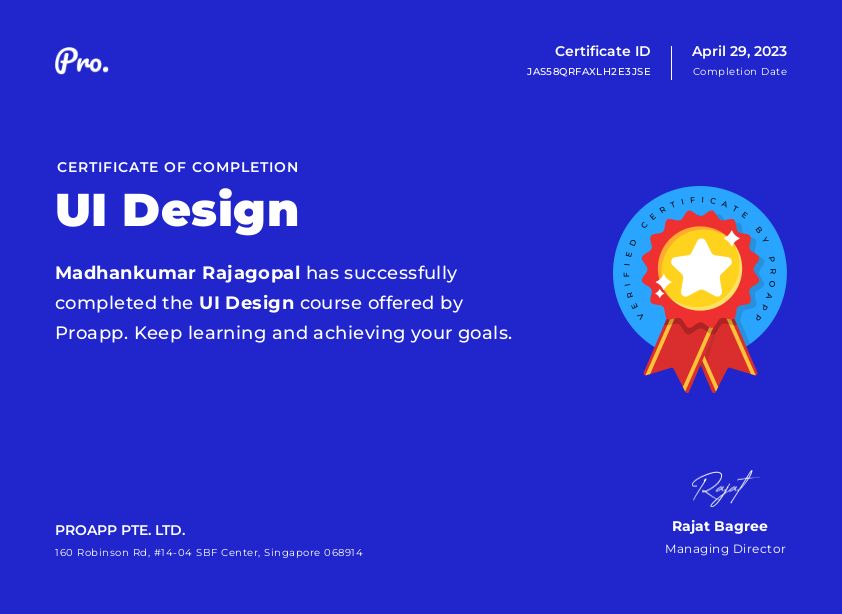 Pro.
Certificate ID
JAS58QRFAXLH2E3JSE
April 29, 2023
Completion Date
CERTIFICATE OF COMPLETION
UI Design
Madhankumar Rajagopal has successfully
completed the UI Design course offered by
Proapp. Keep learning and achieving your goals.
VERIFIED CERTIFICATE BY PROAPP
Rajat
Rajat Bagree
Managing Director
PROAPP PTE. LTD.
160 Robinson Rd, #14-04 SBF Center, Singapore 068914